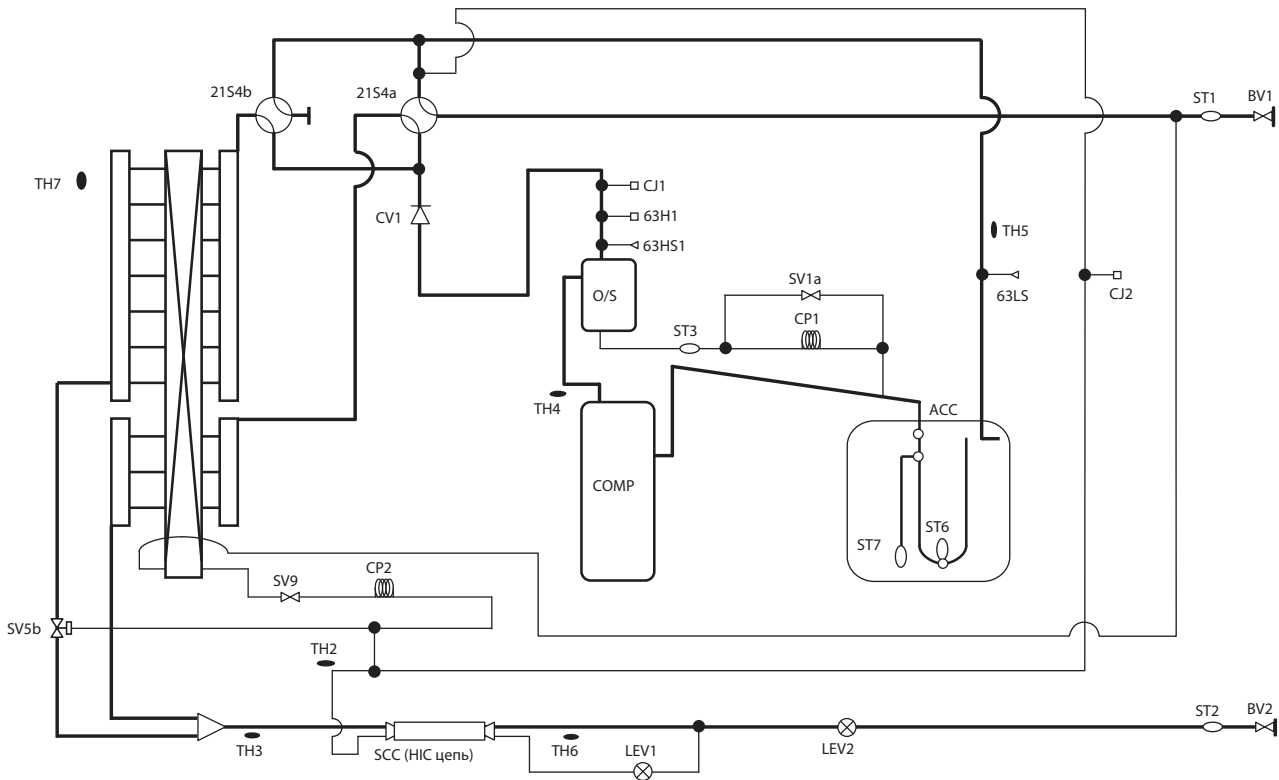 21S4b
21S4a
ST1
BV1
TH7
CJ1
63H1
63HS1
CV1
TH5
O/S
SV1a
63LS
CJ2
ST3
CP1
TH4
ACC
COMP
ST6
ST7
SV9
CP2
SV5b
TH2
ST2
BV2
TH3
SCC (HIC цепь)
TH6
LEV1
LEV2